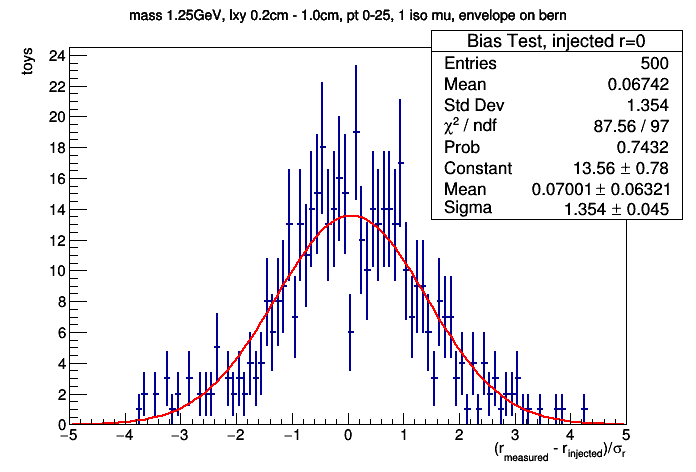 mass 1.25GeV, lxy 0.2cm - 1.0cm, pt 0-25, 1 iso mu, envelope on bern
Bias Test, injected r=0
Entries 500
Mean 0.06742
Std Dev 1.354
χ² / ndf 87.56 / 97
Prob 0.7432
Constant 13.56 ± 0.78
Mean 0.07001 ± 0.06321
Sigma 1.354 ± 0.045
toys
24
22
20
18
16
14
12
10
8
6
4
2
0
−5 −4 −3 −2 −1 0 1 2 3 4 5
(r_measured - r_injected)/σ_r